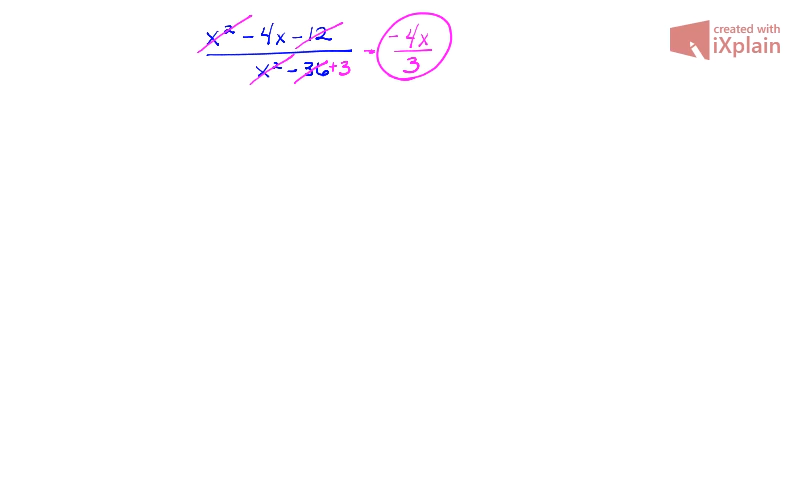 x² - 4x - 12 - 4x
x² - 36 + 3 3
created with
iXplain